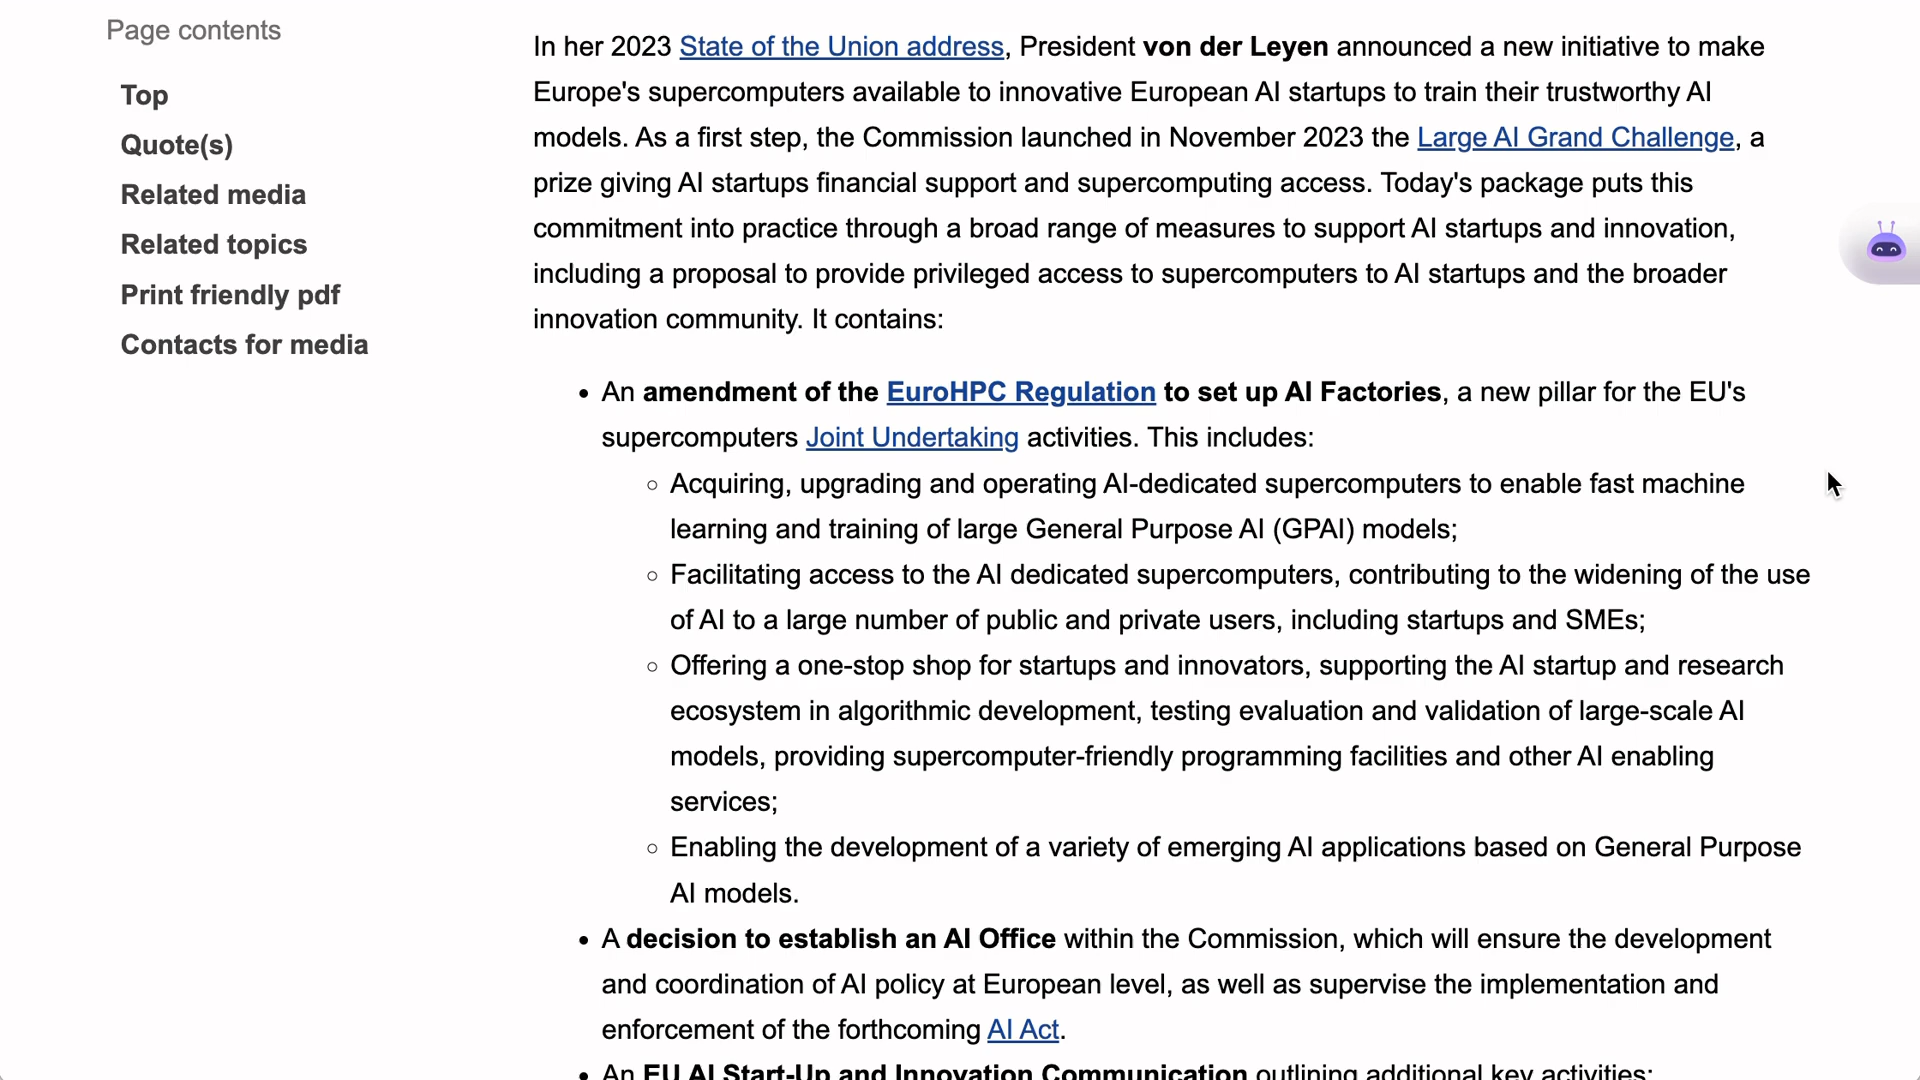 Page contents
Top
Quote(s)
Related media
Related topics
Print friendly pdf
Contacts for media
In her 2023 State of the Union address, President von der Leyen announced a new initiative to make
Europe's supercomputers available to innovative European AI startups to train their trustworthy AI
models. As a first step, the Commission launched in November 2023 the Large AI Grand Challenge, a
prize giving AI startups financial support and supercomputing access. Today's package puts this
commitment into practice through a broad range of measures to support AI startups and innovation,
including a proposal to provide privileged access to supercomputers to AI startups and the broader
innovation community. It contains:
• An amendment of the EuroHPC Regulation to set up AI Factories, a new pillar for the EU's
supercomputers Joint Undertaking activities. This includes:
○ Acquiring, upgrading and operating AI-dedicated supercomputers to enable fast machine
learning and training of large General Purpose AI (GPAI) models;
○ Facilitating access to the AI dedicated supercomputers, contributing to the widening of the use
of AI to a large number of public and private users, including startups and SMEs;
○ Offering a one-stop shop for startups and innovators, supporting the AI startup and research
ecosystem in algorithmic development, testing evaluation and validation of large-scale AI
models, providing supercomputer-friendly programming facilities and other AI enabling
services;
○ Enabling the development of a variety of emerging AI applications based on General Purpose
AI models.
• A decision to establish an AI Office within the Commission, which will ensure the development
and coordination of AI policy at European level, as well as supervise the implementation and
enforcement of the forthcoming AI Act.
• An EU AI Start-Up and Innovation Communication outlining additional key activities: